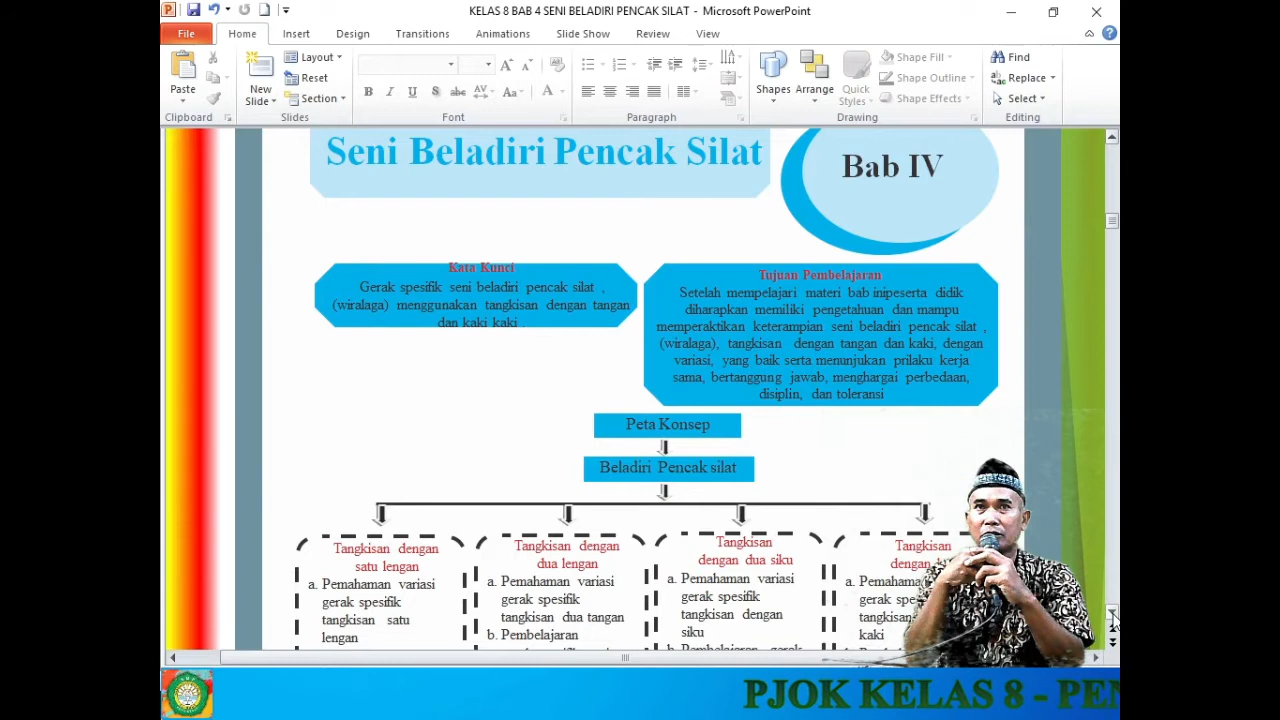 KELAS 8 BAB 4 SENI BELADIRI PENCAK SILAT - Microsoft PowerPoint
File Home Insert Design Transitions Animations Slide Show Review View
Paste
Clipboard
New Slide
Layout
Reset
Section
Slides
Font
Paragraph
Shapes
Arrange
Quick Styles
Shape Fill
Shape Outline
Shape Effects
Drawing
Find
Replace
Select
Editing
Seni Beladiri Pencak Silat
Bab IV
Kata Kunci
Gerak spesifik seni beladiri pencak silat ,
(wiralaga) menggunakan tangkisan dengan tangan
dan kaki kaki .
Tujuan Pembelajaran
Setelah mempelajari materi bab inipeserta didik
diharapkan memiliki pengetahuan dan mampu
memperaktikan keterampian seni beladiri pencak silat ,
(wiralaga), tangkisan dengan tangan dan kaki, dengan
variasi, yang baik serta menunjukan prilaku kerja
sama, bertanggung jawab, menghargai perbedaan,
disiplin, dan toleransi
Peta Konsep
Beladiri Pencak silat
Tangkisan dengan
satu lengan
a. Pemahaman variasi
gerak spesifik
tangkisan satu
lengan
Tangkisan dengan
dua lengan
a. Pemahaman variasi
gerak spesifik
tangkisan dua tangan
b. Pembelajaran
Tangkisan
dengan dua siku
a. Pemahaman variasi
gerak spesifik
tangkisan dengan
siku
b. Pembelajaran gerak
Tangkisan
a.
tangkisan
kaki
PJOK KELAS 8 - PEN